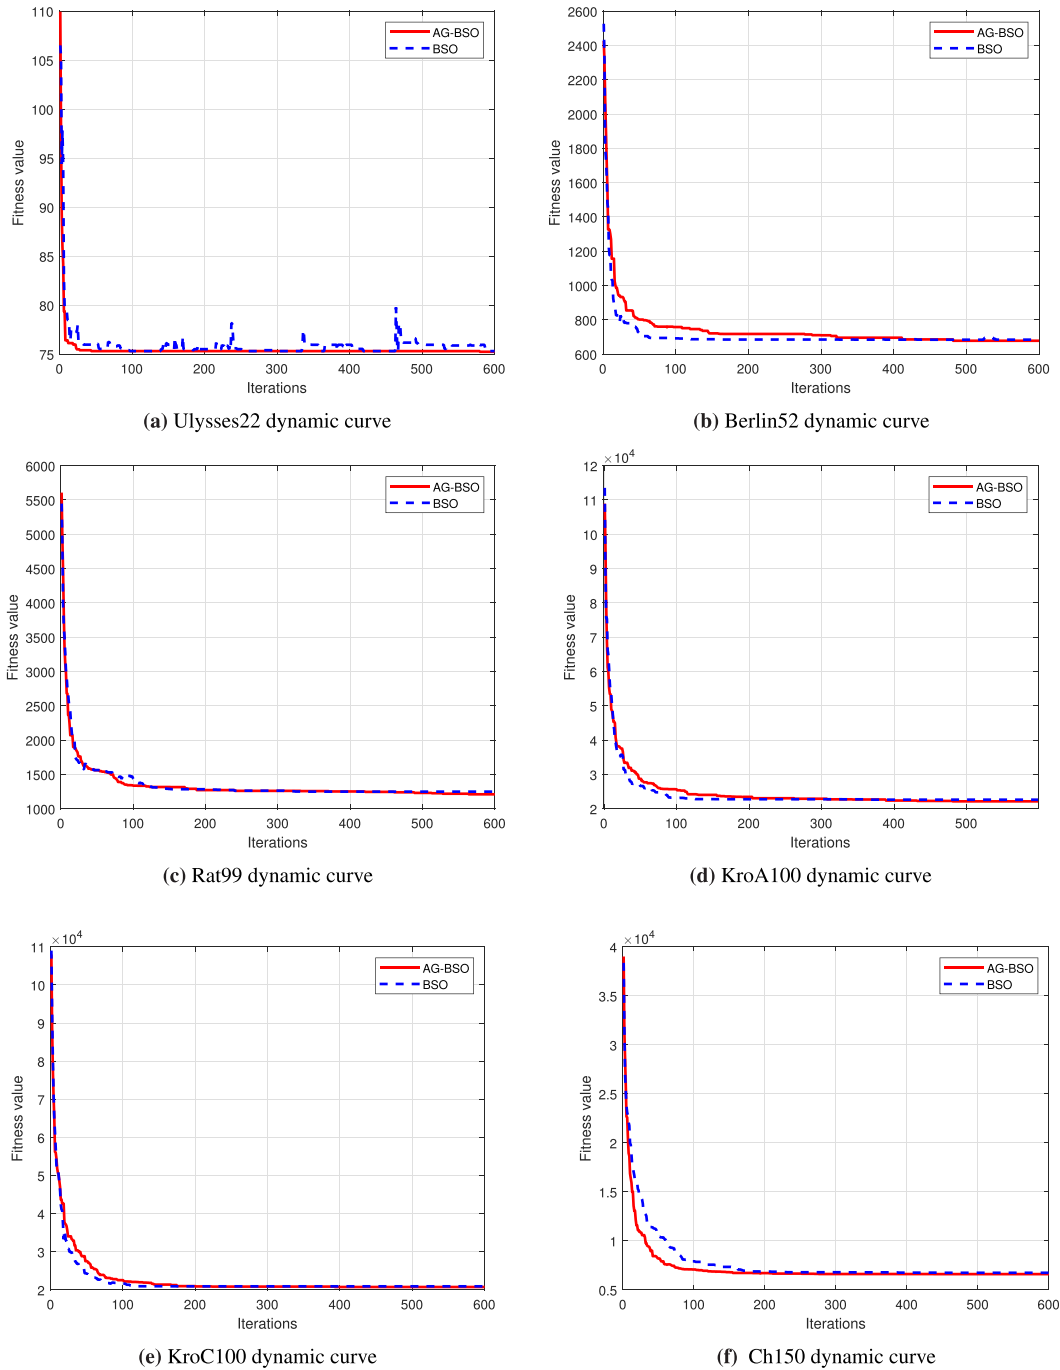 110
105
100
95
90
85
80
75
0 100 200 300 400 500 600
Fitness value
Iterations
AG-BSO
BSO
(a) Ulysses22 dynamic curve
2600
2400
2200
2000
1800
1600
1400
1200
1000
800
600
0 100 200 300 400 500 600
Fitness value
Iterations
AG-BSO
BSO
(b) Berlin52 dynamic curve
6000
5500
5000
4500
4000
3500
3000
2500
2000
1500
1000
0 100 200 300 400 500 600
Fitness value
Iterations
AG-BSO
BSO
(c) Rat99 dynamic curve
×10^4
12
11
10
9
8
7
6
5
4
3
2
0 100 200 300 400 500
Fitness value
Iterations
AG-BSO
BSO
(d) KroA100 dynamic curve
×10^4
11
10
9
8
7
6
5
4
3
2
0 100 200 300 400 500 600
Fitness value
Iterations
AG-BSO
BSO
(e) KroC100 dynamic curve
×10^4
4
3.5
3
2.5
2
1.5
1
0.5
0 100 200 300 400 500 600
Fitness value
Iterations
AG-BSO
BSO
(f) Ch150 dynamic curve